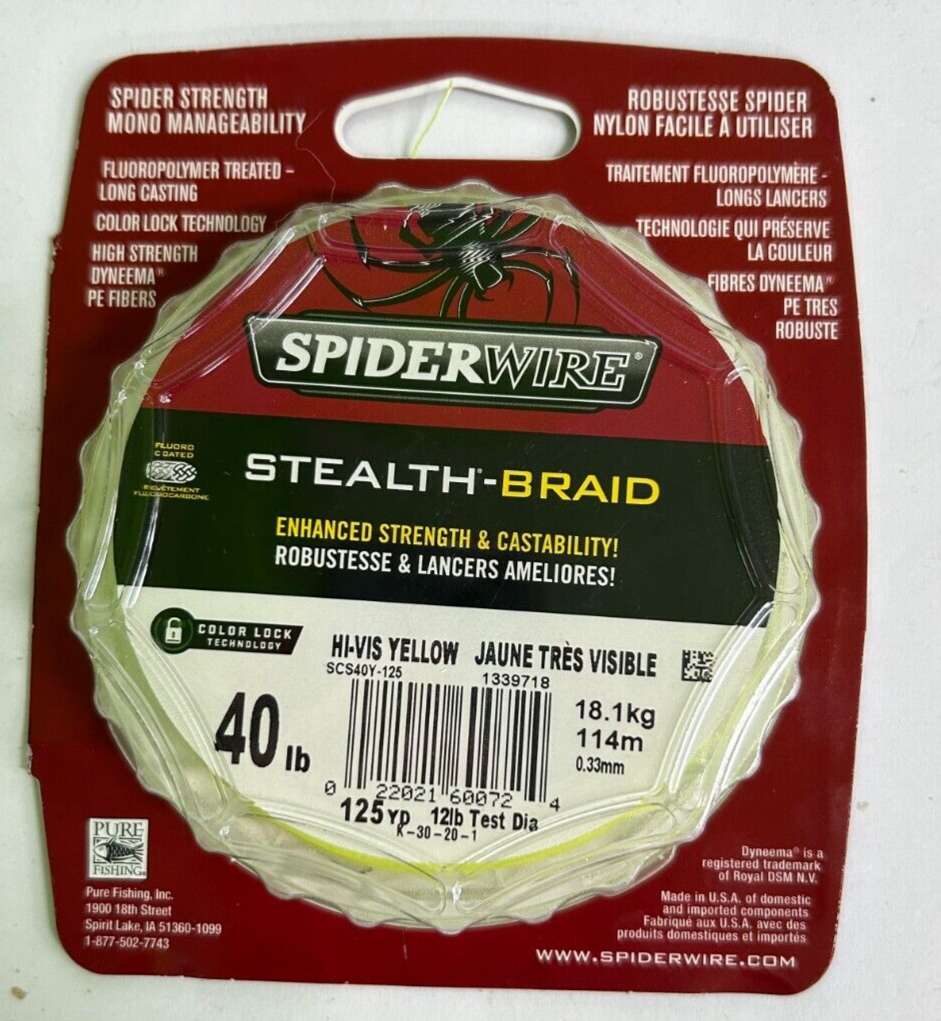 SPIDER STRENGTH
MONO MANAGEABILITY
FLUOROPOLYMER TREATED -
LONG CASTING
COLOR LOCK TECHNOLOGY
HIGH STRENGTH
DYNEEMA®
PE FIBERS
ROBUSTESSE SPIDER
NYLON FACILE À UTILISER
TRAITEMENT FLUOROPOLYMÈRE -
LONGS LANCERS
TECHNOLOGIE QUI PRÉSERVE
LA COULEUR
FIBRES DYNEEMA®
PE TRES
ROBUSTE
SPIDERWIRE®
FLUORO
COATED
REVÊTEMENT
FLUOROCARBONE
STEALTH®-BRAID
ENHANCED STRENGTH & CASTABILITY!
ROBUSTESSE & LANCERS AMELIORES!
COLOR LOCK
TECHNOLOGY
HI-VIS YELLOW JAUNE TRÈS VISIBLE
SCS40Y-125 1339718
40 lb
18.1kg
114m
0.33mm
0 22021 60072 4
125 YD 12lb Test Dia
K-30-20-1
PURE
FISHING®
Pure Fishing, Inc.
1900 18th Street
Spirit Lake, IA 51360-1099
1-877-502-7743
Dyneema® is a
registered trademark
of Royal DSM N.V.
Made in U.S.A. of domestic
and imported components
Fabriqué aux U.S.A. avec des
produits domestiques et importés
WWW.SPIDERWIRE.COM